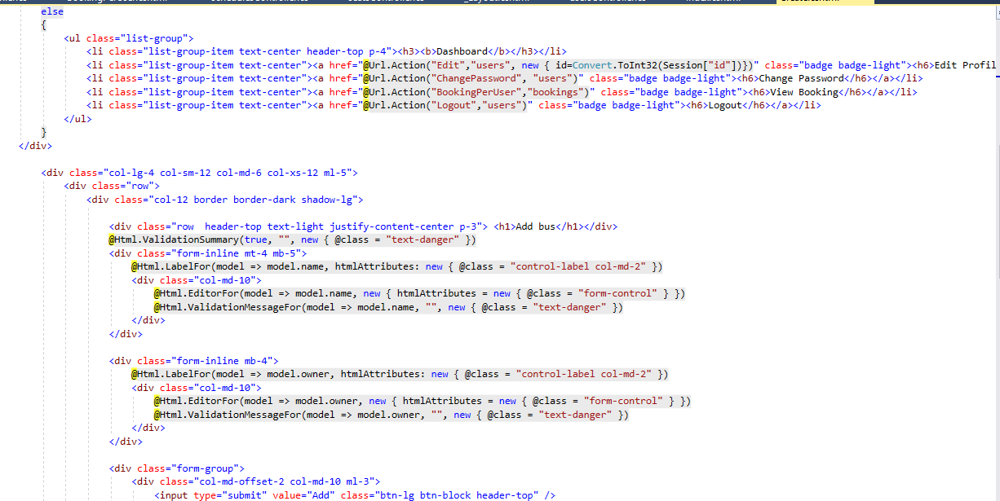 else
{
<ul class="list-group">
<li class="list-group-item text-center header-top p-4"><h3><b>Dashboard</b></h3></li>
<li class="list-group-item text-center"><a href="@Url.Action("Edit","users", new { id=Convert.ToInt32(Session["id"])})" class="badge badge-light"><h6>Edit Profil
<li class="list-group-item text-center"><a href="@Url.Action("ChangePassword", "users")" class="badge badge-light"><h6>Change Password</h6></a></li>
<li class="list-group-item text-center"><a href="@Url.Action("BookingPerUser","bookings")" class="badge badge-light"><h6>View Booking</h6></a></li>
<li class="list-group-item text-center"><a href="@Url.Action("Logout","users")" class="badge badge-light"><h6>Logout</h6></a></li>
</ul>
}
</div>
<div class="col-lg-4 col-sm-12 col-md-6 col-xs-12 ml-5">
<div class="row">
<div class="col-12 border border-dark shadow-lg">
<div class="row  header-top text-light justify-content-center p-3"> <h1>Add bus</h1></div>
@Html.ValidationSummary(true, "", new { @class = "text-danger" })
<div class="form-inline mt-4 mb-5">
@Html.LabelFor(model => model.name, htmlAttributes: new { @class = "control-label col-md-2" })
<div class="col-md-10">
@Html.EditorFor(model => model.name, new { htmlAttributes = new { @class = "form-control" } })
@Html.ValidationMessageFor(model => model.name, "", new { @class = "text-danger" })
</div>
</div>
<div class="form-inline mb-4">
@Html.LabelFor(model => model.owner, htmlAttributes: new { @class = "control-label col-md-2" })
<div class="col-md-10">
@Html.EditorFor(model => model.owner, new { htmlAttributes = new { @class = "form-control" } })
@Html.ValidationMessageFor(model => model.owner, "", new { @class = "text-danger" })
</div>
</div>
<div class="form-group">
<div class="col-md-offset-2 col-md-10 ml-3">
<input type="submit" value="Add" class="btn-lg btn-block header-top" />